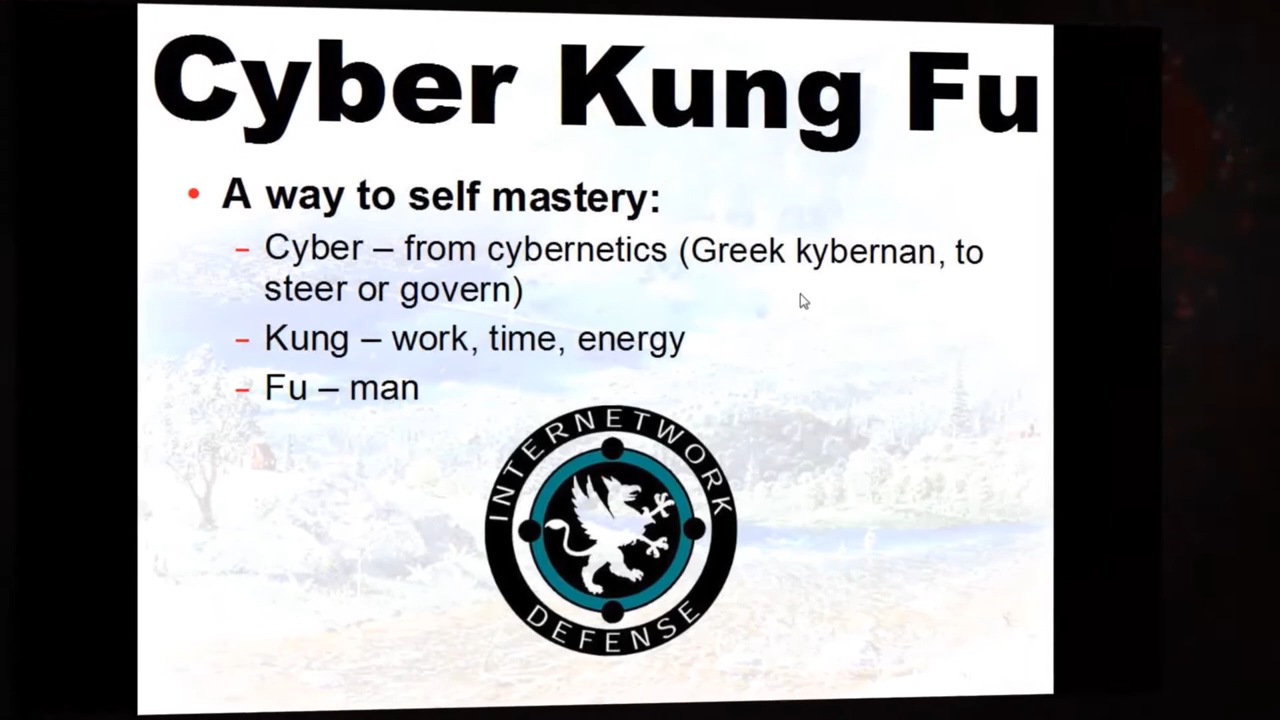 Cyber Kung Fu
• A way to self mastery:
– Cyber – from cybernetics (Greek kybernan, to
steer or govern)
– Kung – work, time, energy
– Fu – man
INTERNETWORK
DEFENSE